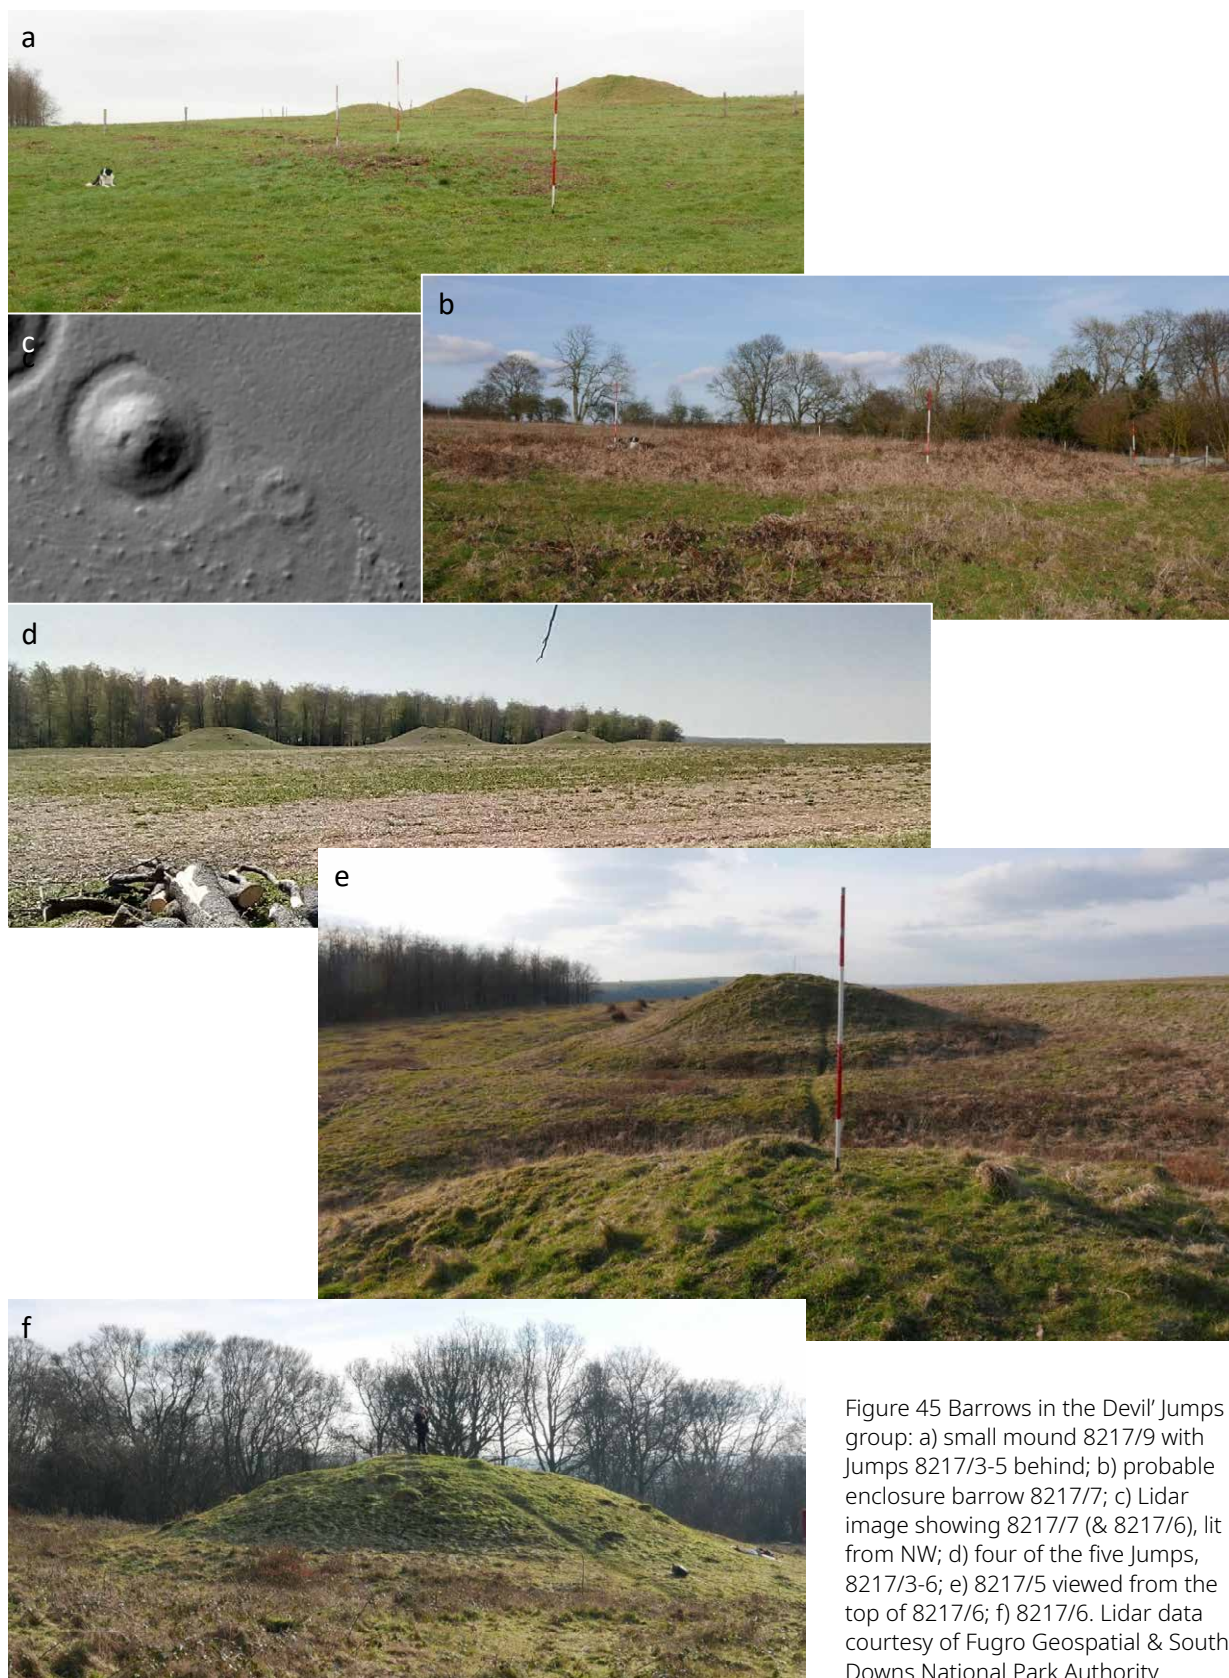 a
b
c
d
e
f
Figure 45 Barrows in the Devil’ Jumps
group: a) small mound 8217/9 with
Jumps 8217/3-5 behind; b) probable
enclosure barrow 8217/7; c) Lidar
image showing 8217/7 (& 8217/6), lit
from NW; d) four of the five Jumps,
8217/3-6; e) 8217/5 viewed from the
top of 8217/6; f) 8217/6. Lidar data
courtesy of Fugro Geospatial & South
Downs National Park Authority